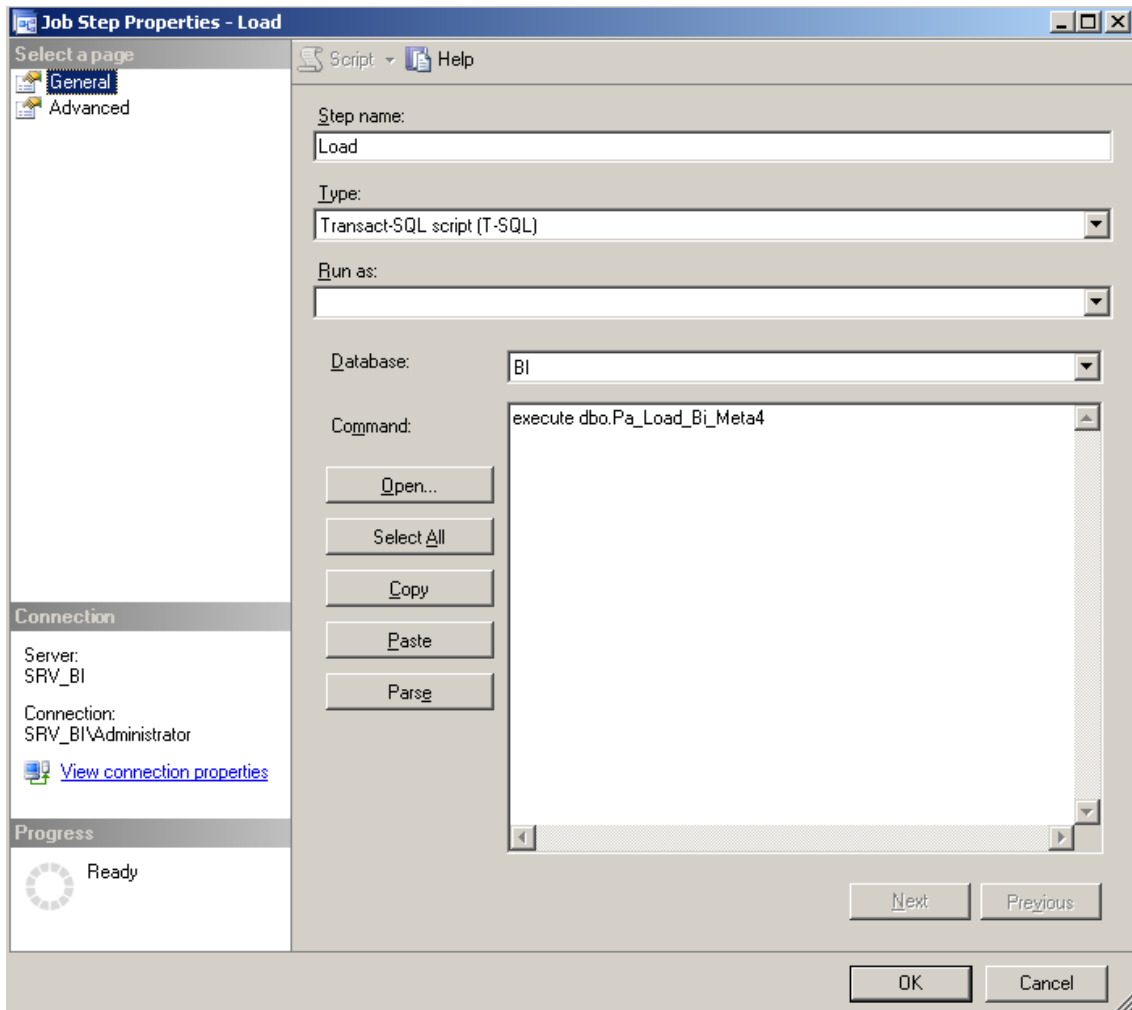 Job Step Properties - Load
Select a page
General
Advanced
Script
Help
Step name:
Load
Type:
Transact-SQL script (T-SQL)
Run as:
Database:
BI
Command:
execute dbo.Pa_Load_Bi_Meta4
Open...
Select All
Copy
Paste
Parse
Connection
Server:
SRV_BI
Connection:
SRV_BI\Administrator
View connection properties
Progress
Ready
Next
Previous
OK
Cancel